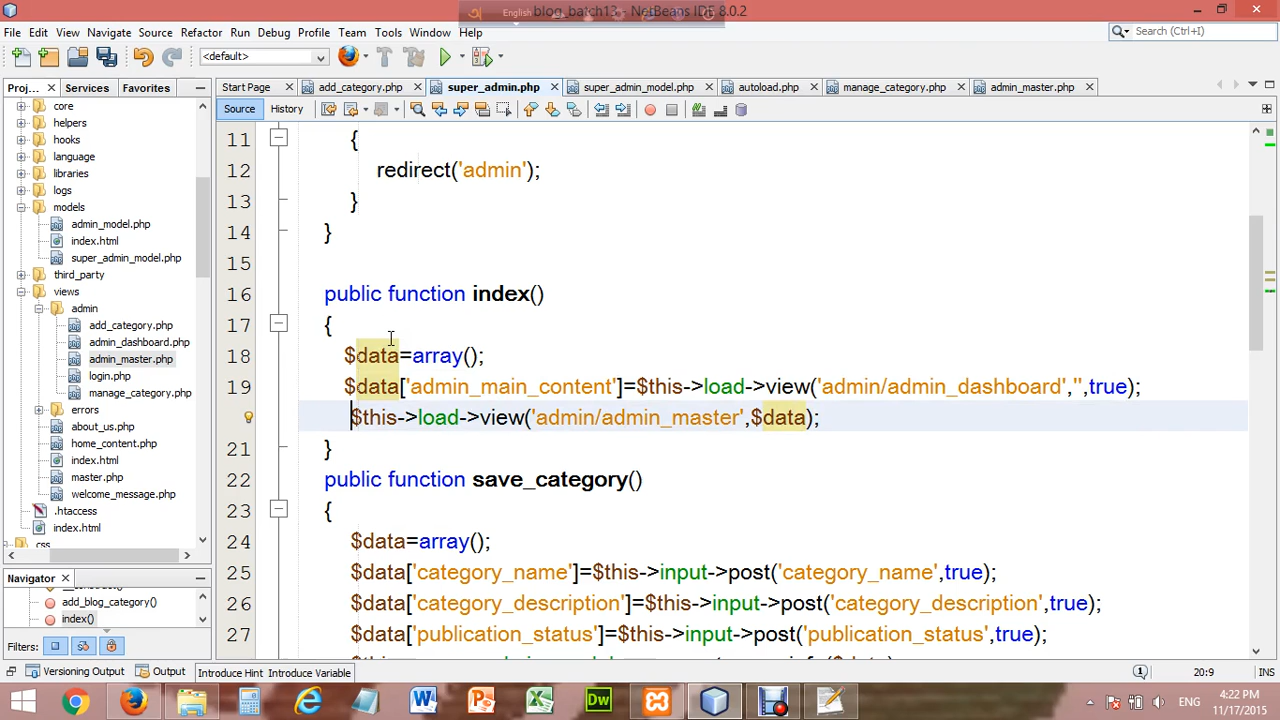 blog_batch13 - NetBeans IDE 8.0.2
English
File Edit View Navigate Source Refactor Run Debug Profile Team Tools Window Help
Search (Ctrl+I)
<default>
Proj... Services Favorites
Start Page add_category.php super_admin.php super_admin_model.php autoload.php manage_category.php admin_master.php
Source History
core
helpers
hooks
language
libraries
logs
models
admin_model.php
index.html
super_admin_model.php
third_party
views
admin
add_category.php
admin_dashboard.php
admin_master.php
login.php
manage_category.php
errors
about_us.php
home_content.php
index.html
master.php
welcome_message.php
.htaccess
index.html
css
Navigator
add_blog_category()
index()
Filters:
11 {
12 redirect('admin');
13 }
14 }
15
16 public function index()
17 {
18 $data=array();
19 $data['admin_main_content']=$this->load->view('admin/admin_dashboard','',true);
$this->load->view('admin/admin_master',$data);
21 }
22 public function save_category()
23 {
24 $data=array();
25 $data['category_name']=$this->input->post('category_name',true);
26 $data['category_description']=$this->input->post('category_description',true);
27 $data['publication_status']=$this->input->post('publication_status',true);
Versioning Output Output Introduce Hint Introduce Variable 1 20:9 INS
ENG 4:22 PM
11/17/2015